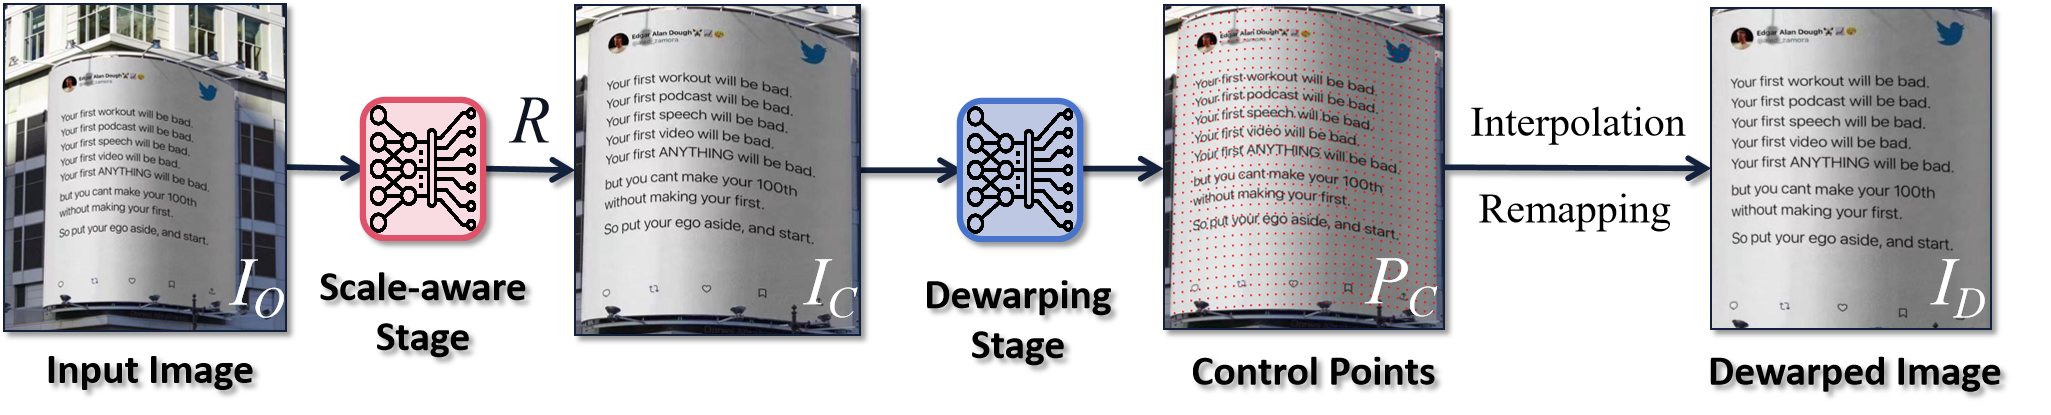 Edgar Alan Dough
Your first workout will be bad.
Your first podcast will be bad.
Your first speech will be bad.
Your first video will be bad.
Your first ANYTHING will be bad.
but you cant make your 100th
without making your first.
So put your ego aside, and start.
I_O
Input Image
Scale-aware
Stage
R
Edgar Alan Dough
@edd_zamora
Your first workout will be bad.
Your first podcast will be bad.
Your first speech will be bad.
Your first video will be bad.
Your first ANYTHING will be bad.
but you cant make your 100th
without making your first.
So put your ego aside, and start.
I_C
Dewarping
Stage
Edgar Alan Dough
Your first workout will be bad.
Your first podcast will be bad.
Your first speech will be bad.
Your first video will be bad.
Your first ANYTHING will be bad.
but you cant make your 100th
without making your first.
So put your ego aside, and start.
P_C
Control Points
Interpolation
Remapping
Edgar Alan Dough
Your first workout will be bad.
Your first podcast will be bad.
Your first speech will be bad.
Your first video will be bad.
Your first ANYTHING will be bad.
but you cant make your 100th
without making your first.
So put your ego aside, and start.
I_D
Dewarped Image